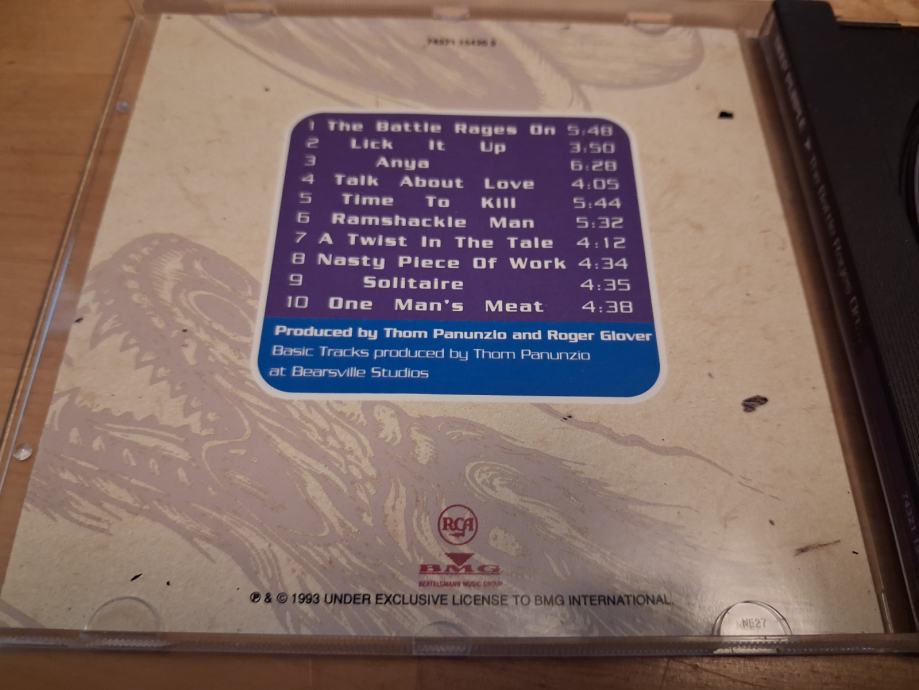 74321 15420 2
1 The Battle Rages On 5:48
2 Lick It Up 3:50
3 Anya 6:28
4 Talk About Love 4:05
5 Time To Kill 5:44
6 Ramshackle Man 5:32
7 A Twist In The Tale 4:12
8 Nasty Piece Of Work 4:34
9 Solitaire 4:35
10 One Man's Meat 4:38
Produced by Thom Panunzio and Roger Glover
Basic Tracks produced by Thom Panunzio
at Bearsville Studios
RCA
BMG
BERTELSMANN MUSIC GROUP
℗ & © 1993 UNDER EXCLUSIVE LICENSE TO BMG INTERNATIONAL.
NE27